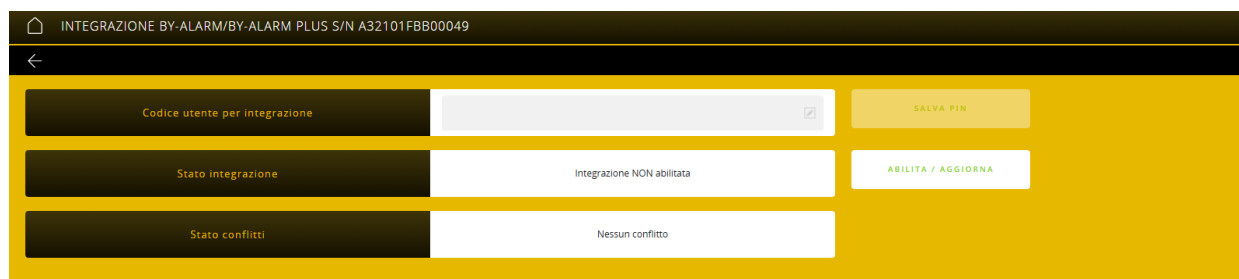 INTEGRAZIONE BY-ALARM/BY-ALARM PLUS S/N A32101FBB00049
Codice utente per integrazione
SALVA PIN
Stato integrazione
Integrazione NON abilitata
ABILITA / AGGIORNA
Stato conflitti
Nessun conflitto